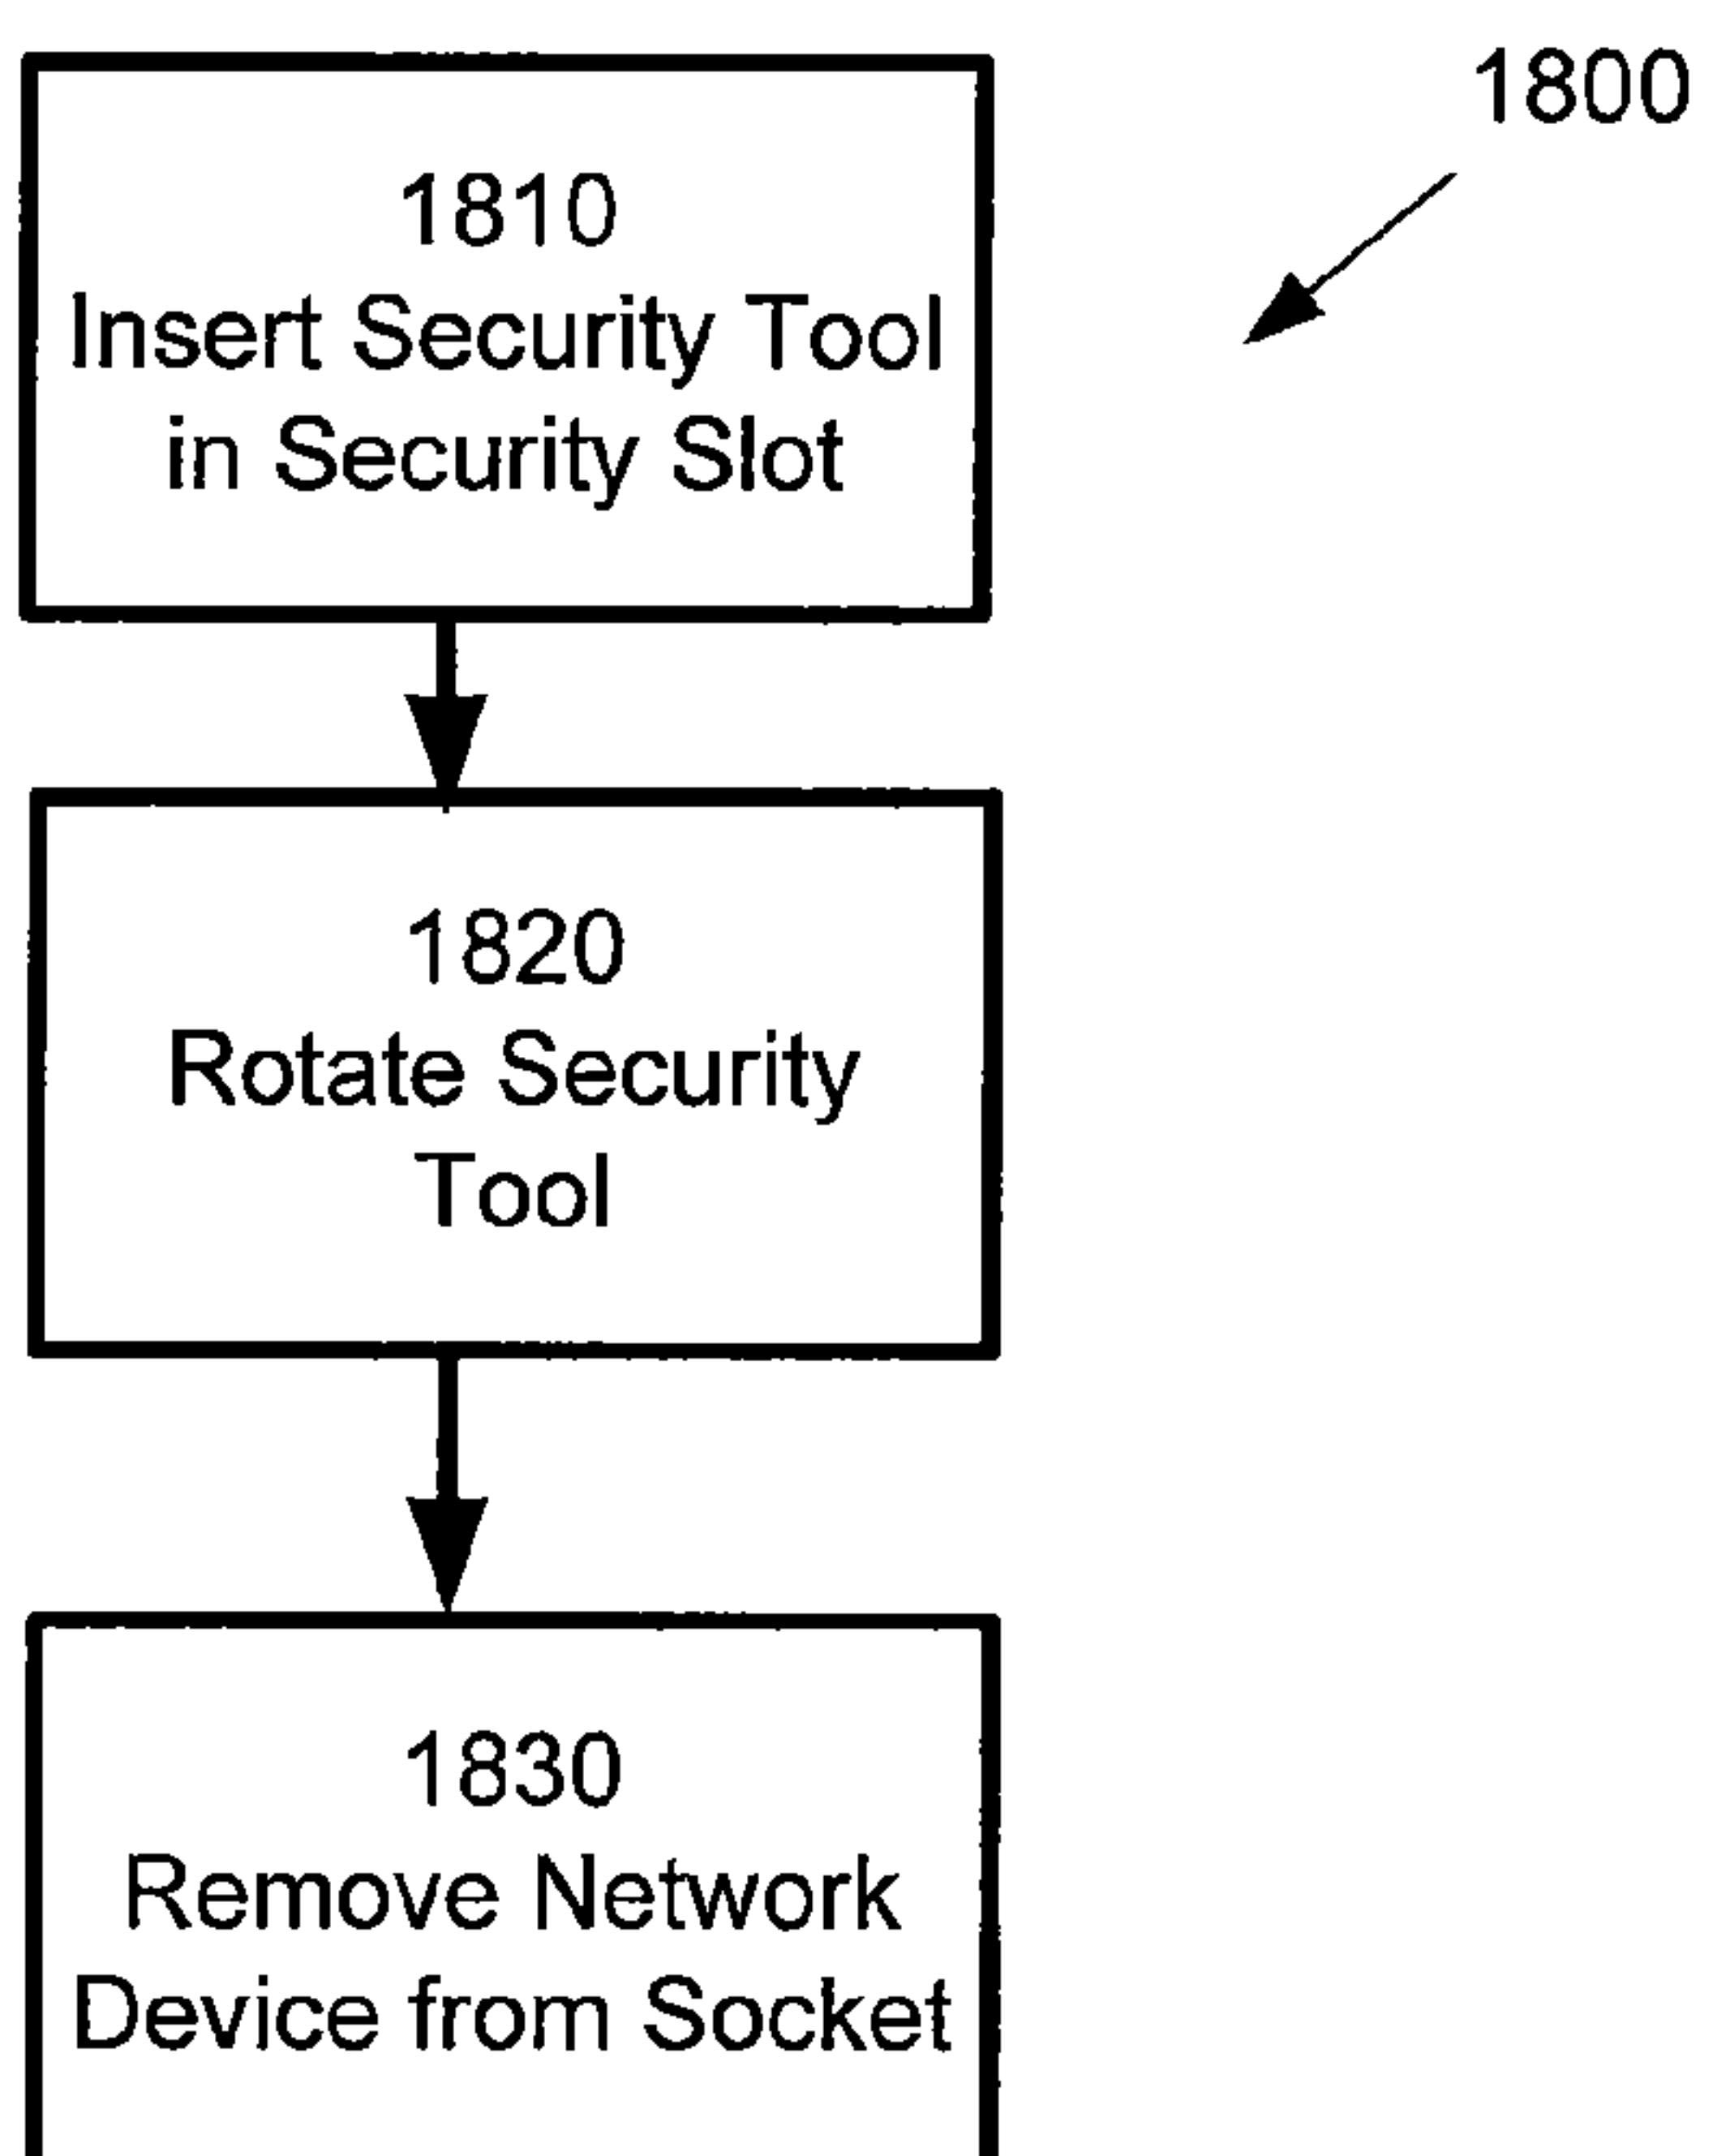 1800
1810
Insert Security Tool
in Security Slot
1820
Rotate Security
Tool
1830
Remove Network
Device from Socket